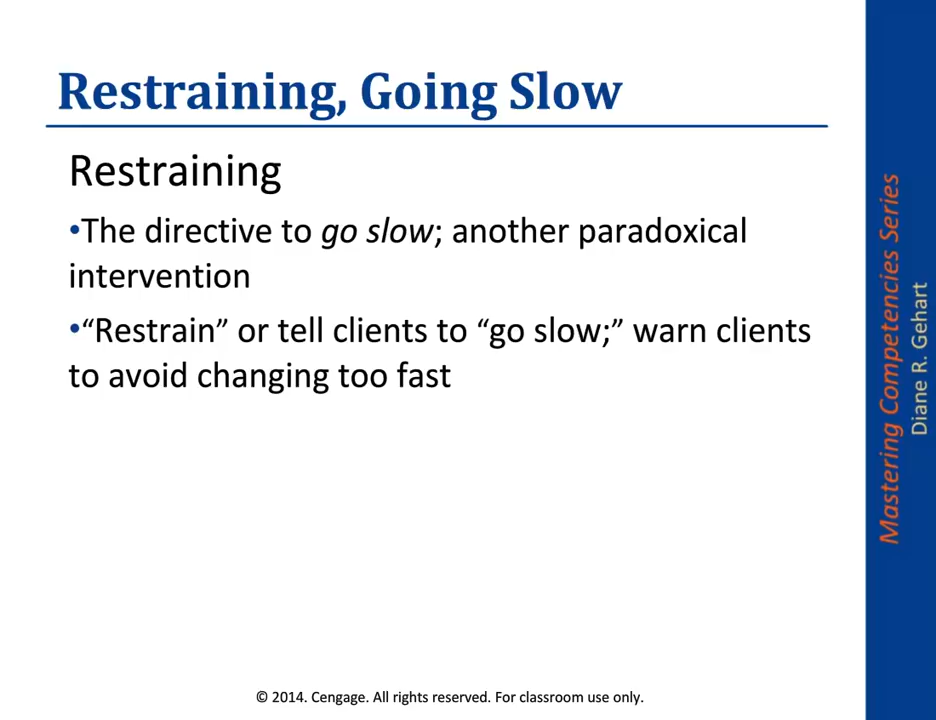 Restraining, Going Slow
Restraining
•The directive to go slow; another paradoxical
intervention
•“Restrain” or tell clients to “go slow;” warn clients
to avoid changing too fast
Mastering Competencies Series
Diane R. Gehart
© 2014. Cengage. All rights reserved. For classroom use only.